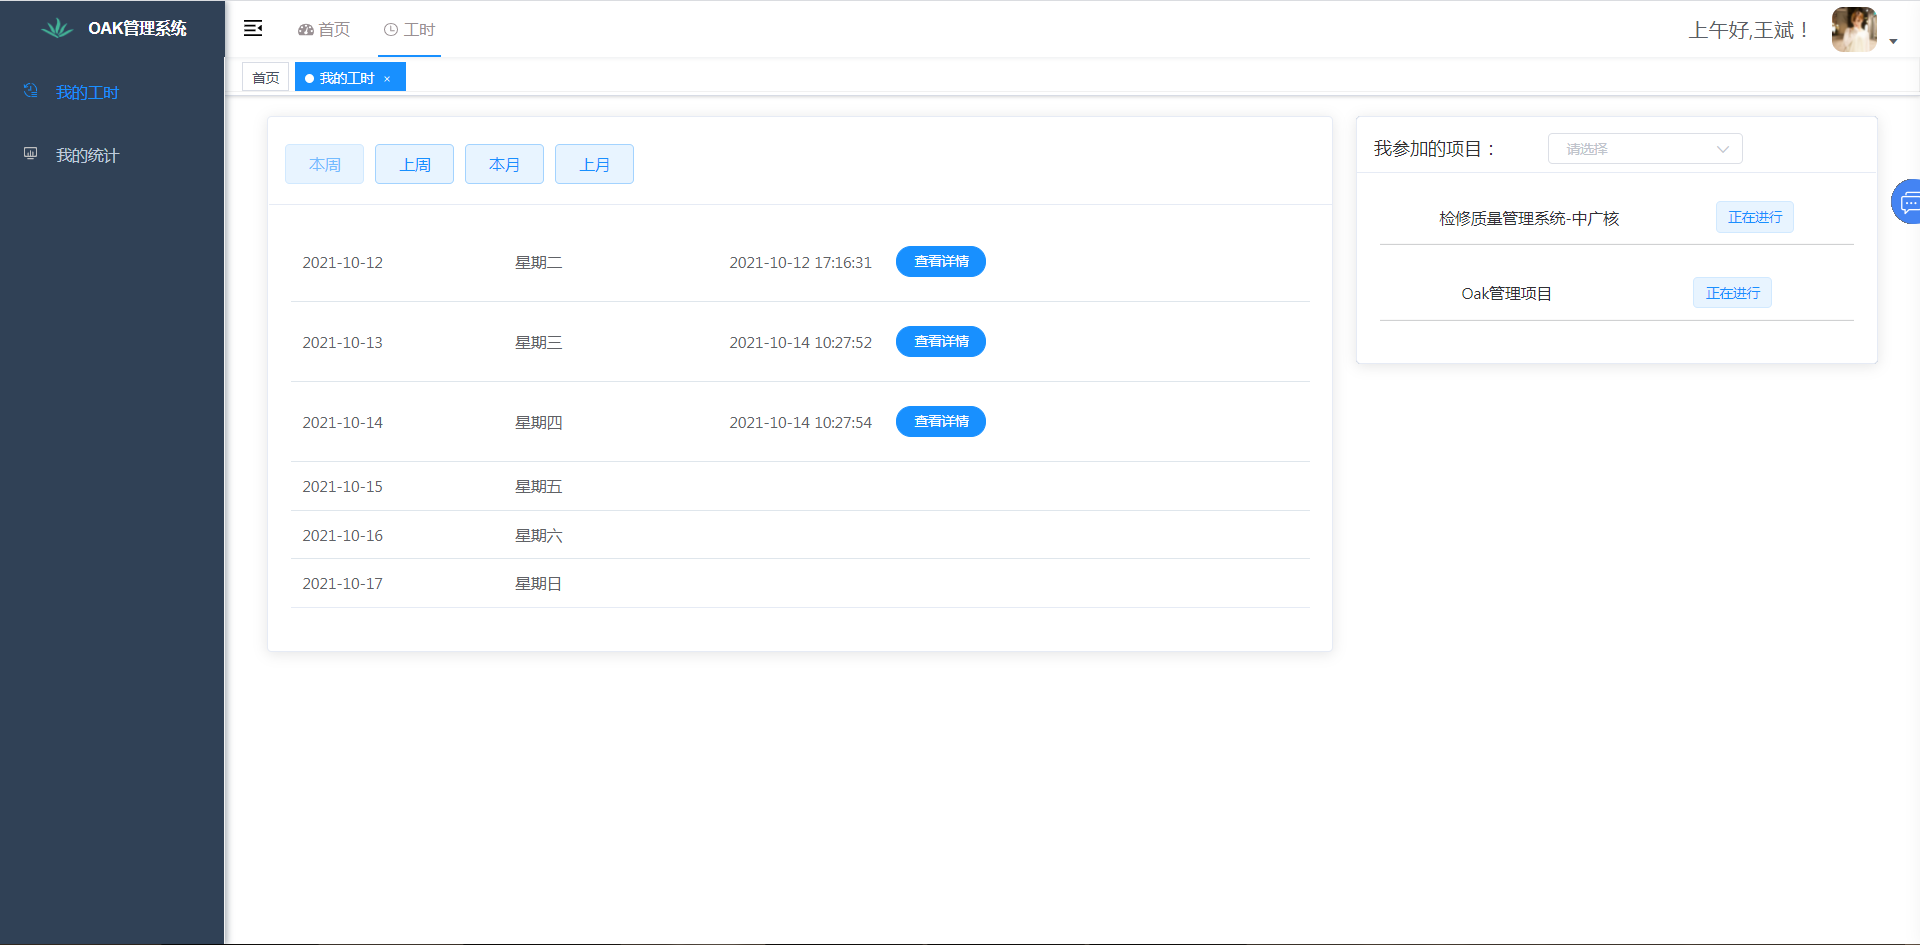 OAK管理系统
首页
工时
上午好,王斌！
首页
我的工时 ×
我的工时
我的统计
本周 上周 本月 上月
2021-10-12 星期二 2021-10-12 17:16:31 查看详情
2021-10-13 星期三 2021-10-14 10:27:52 查看详情
2021-10-14 星期四 2021-10-14 10:27:54 查看详情
2021-10-15 星期五
2021-10-16 星期六
2021-10-17 星期日
我参加的项目： 请选择
检修质量管理系统-中广核 正在进行
Oak管理项目 正在进行